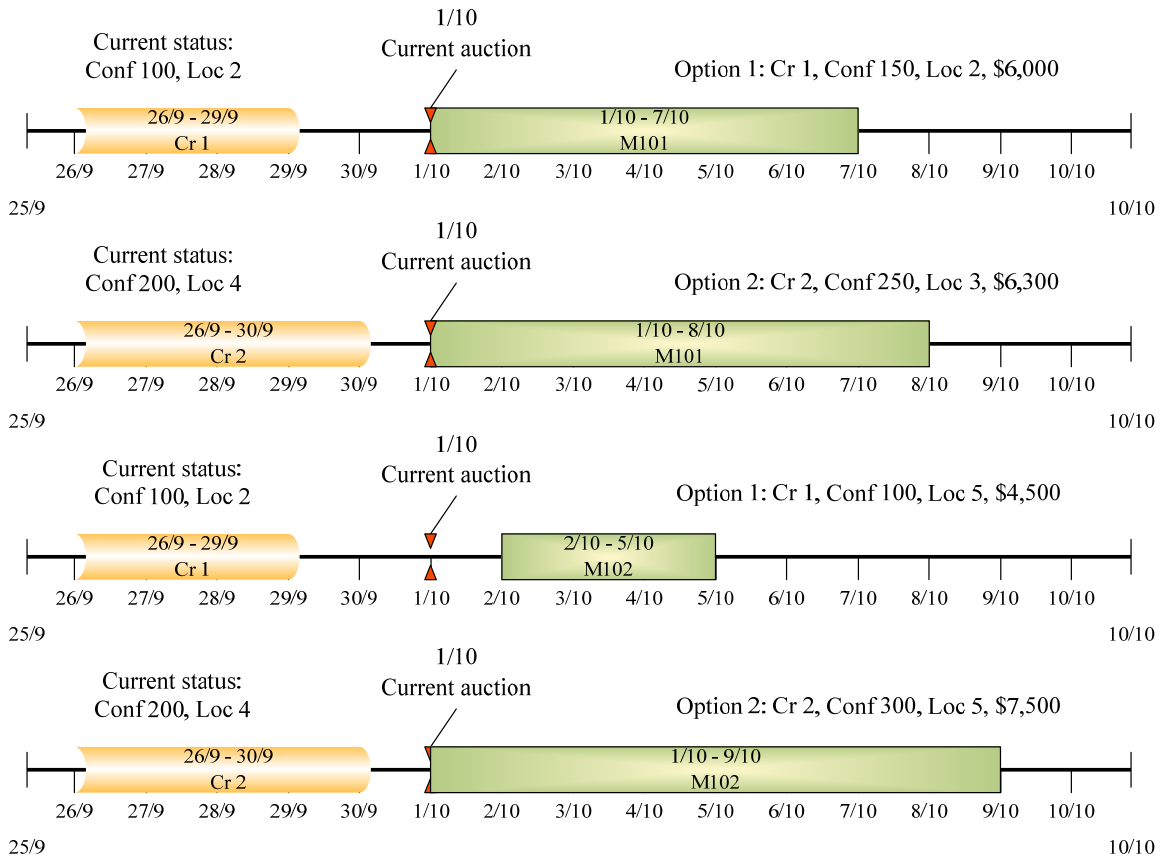 1/10
Current status:
Current auction
Conf 100, Loc 2
Option 1: Cr 1, Conf 150, Loc 2, $6,000
26/9 - 29/9
1/10 - 7/10
Cr 1
M101
26/9 27/9 28/9 29/9 30/9 1/10 2/10 3/10 4/10 5/10 6/10 7/10 8/10 9/10 10/10
25/9 10/10
1/10
Current status:
Current auction
Conf 200, Loc 4
Option 2: Cr 2, Conf 250, Loc 3, $6,300
26/9 - 30/9
1/10 - 8/10
Cr 2
M101
26/9 27/9 28/9 29/9 30/9 1/10 2/10 3/10 4/10 5/10 6/10 7/10 8/10 9/10 10/10
25/9 10/10
1/10
Current status:
Current auction
Conf 100, Loc 2
Option 1: Cr 1, Conf 100, Loc 5, $4,500
26/9 - 29/9
2/10 - 5/10
Cr 1
M102
26/9 27/9 28/9 29/9 30/9 1/10 2/10 3/10 4/10 5/10 6/10 7/10 8/10 9/10 10/10
25/9 10/10
1/10
Current status:
Current auction
Conf 200, Loc 4
Option 2: Cr 2, Conf 300, Loc 5, $7,500
26/9 - 30/9
1/10 - 9/10
Cr 2
M102
26/9 27/9 28/9 29/9 30/9 1/10 2/10 3/10 4/10 5/10 6/10 7/10 8/10 9/10 10/10
25/9 10/10